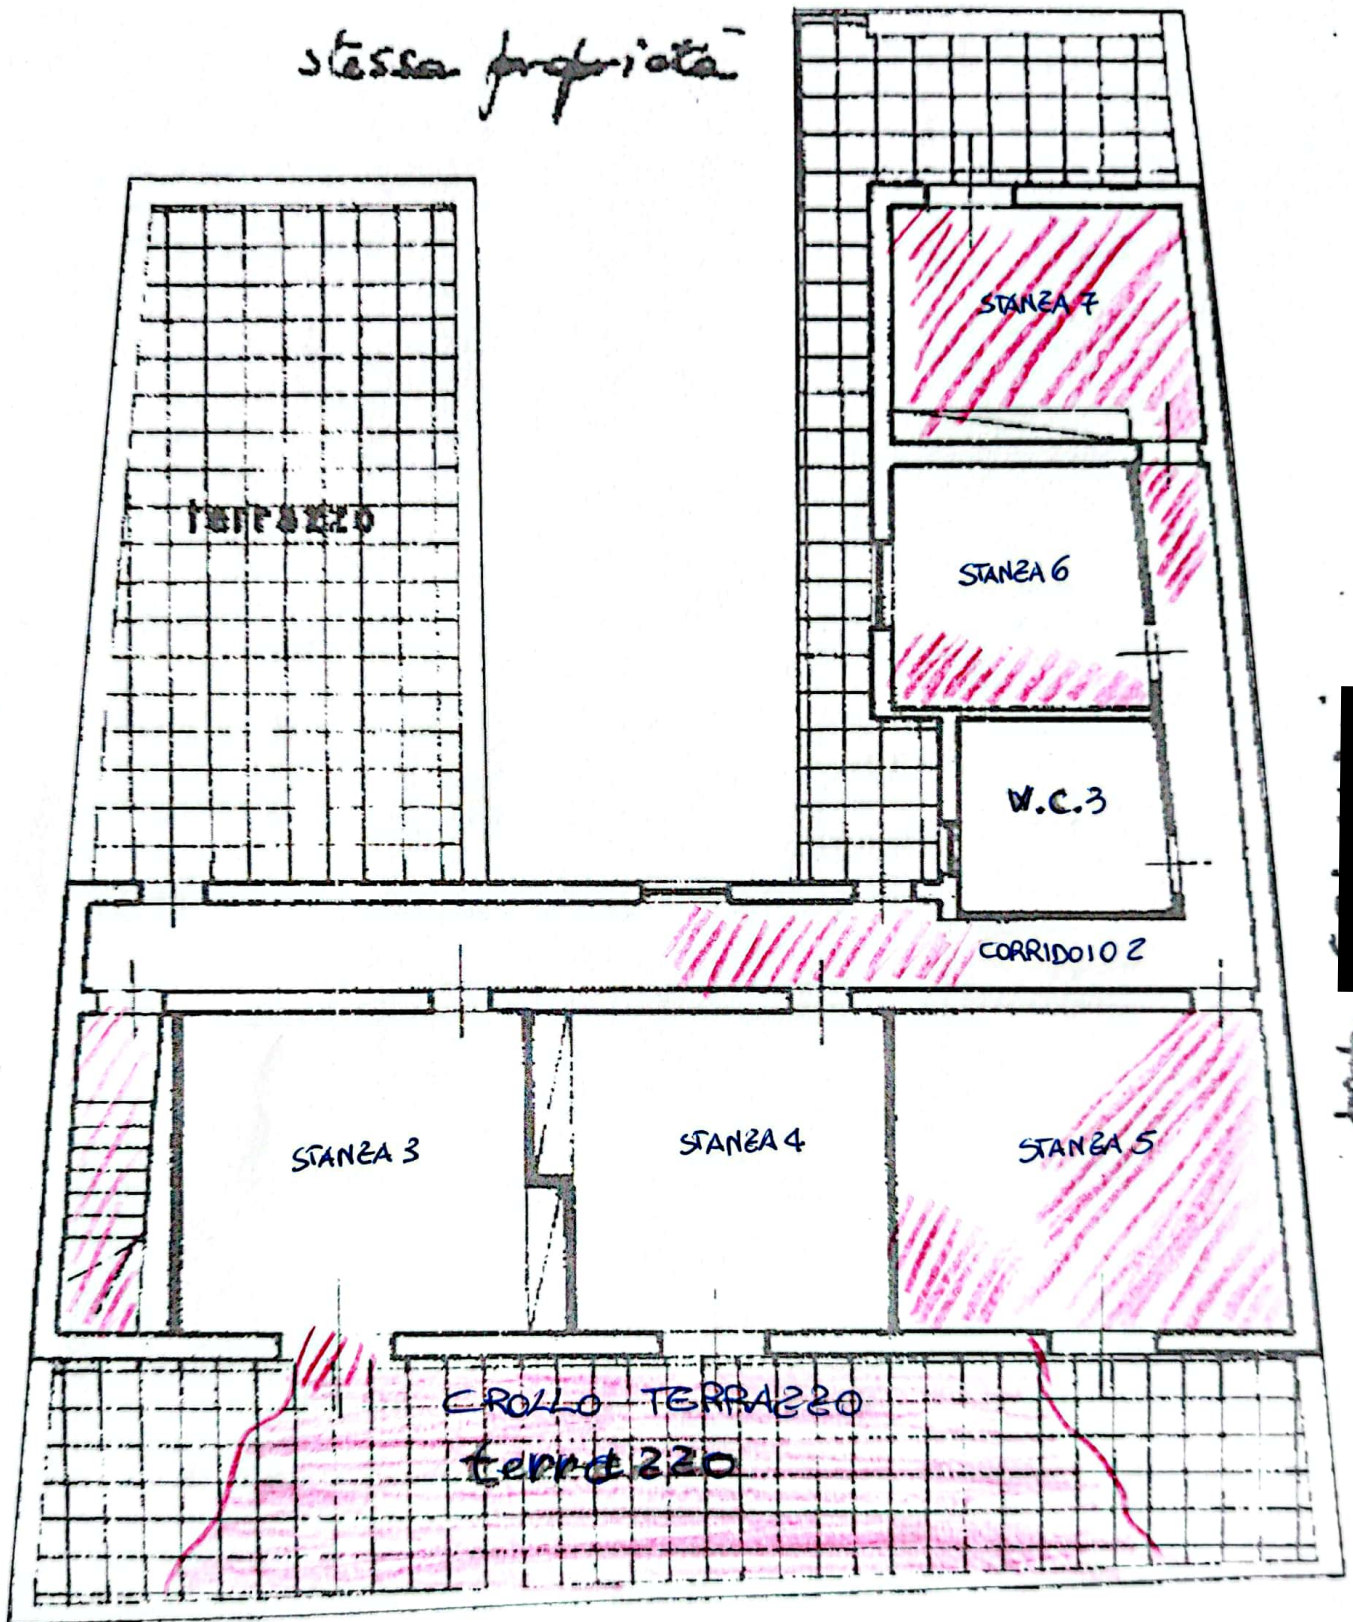 stessa proprietà
STANZA 7
terrazzo
STANZA 6
W.C.3
CORRIDOIO 2
STANZA 3
STANZA 4
STANZA 5
CROLLO TERRAZZO
terrazzo